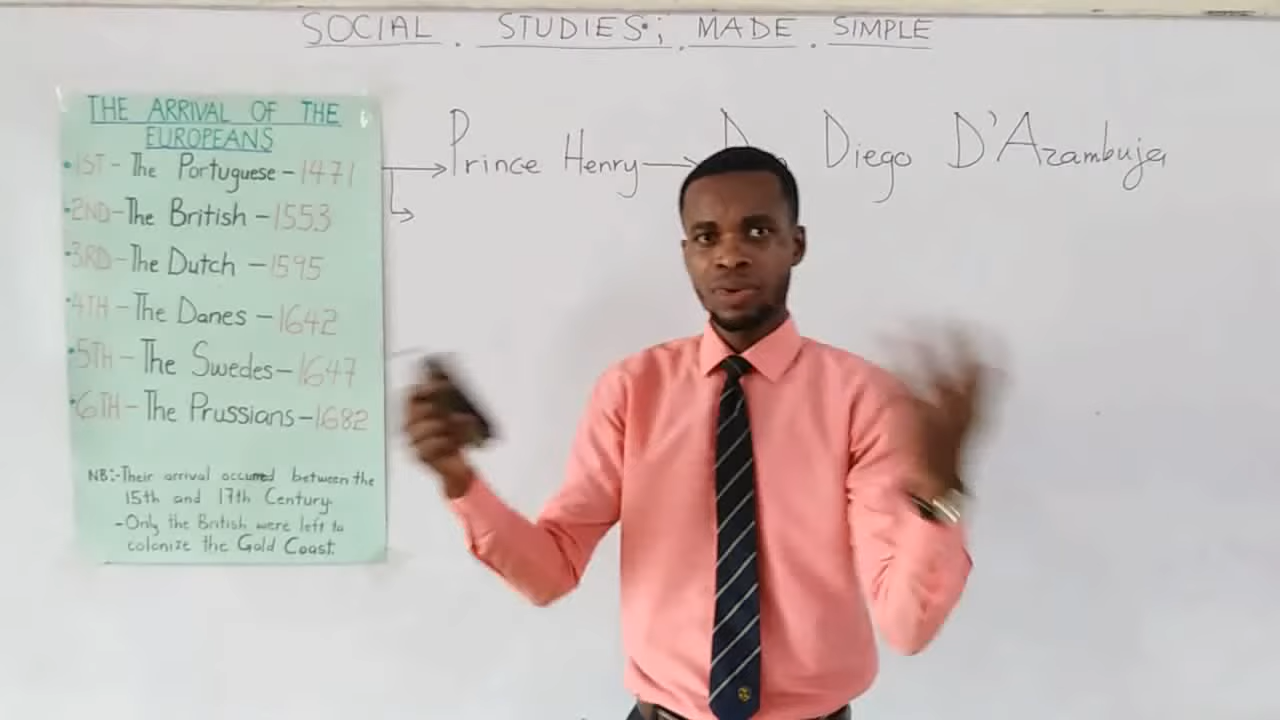 SOCIAL . STUDIES; . MADE . SIMPLE
THE ARRIVAL OF THE
EUROPEANS
• 1ST - The Portuguese - 1471
• 2ND - The British - 1553
• 3RD - The Dutch - 1595
• 4TH - The Danes - 1642
• 5TH - The Swedes - 1647
• 6TH - The Prussians - 1682
NB:- Their arrival occurred between the
15th and 17th Century.
- Only the British were left to
colonize the Gold Coast.
Prince Henry Diego D'Azambuja